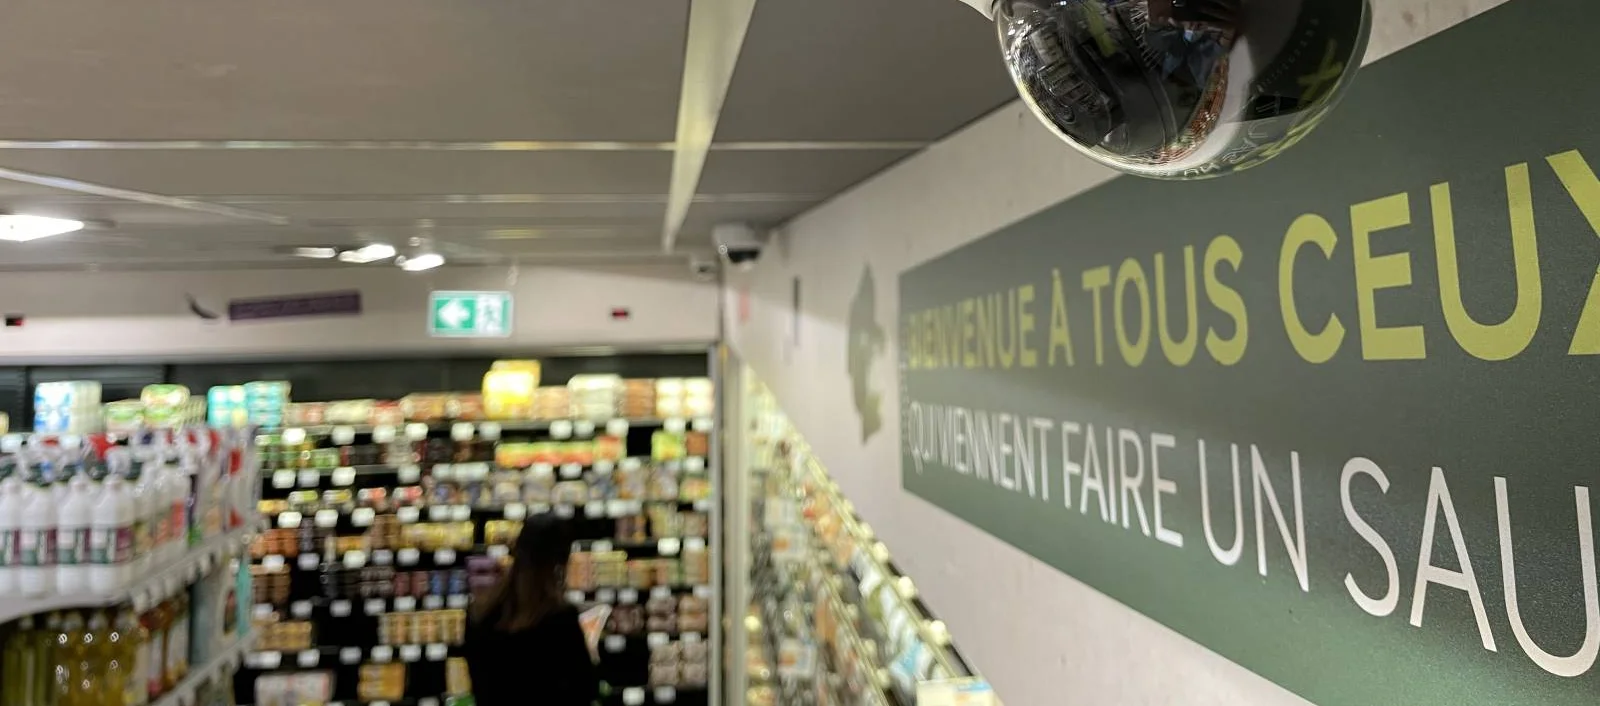 BIENVENUE À TOUS CEUX
QUI VIENNENT FAIRE UN SAU